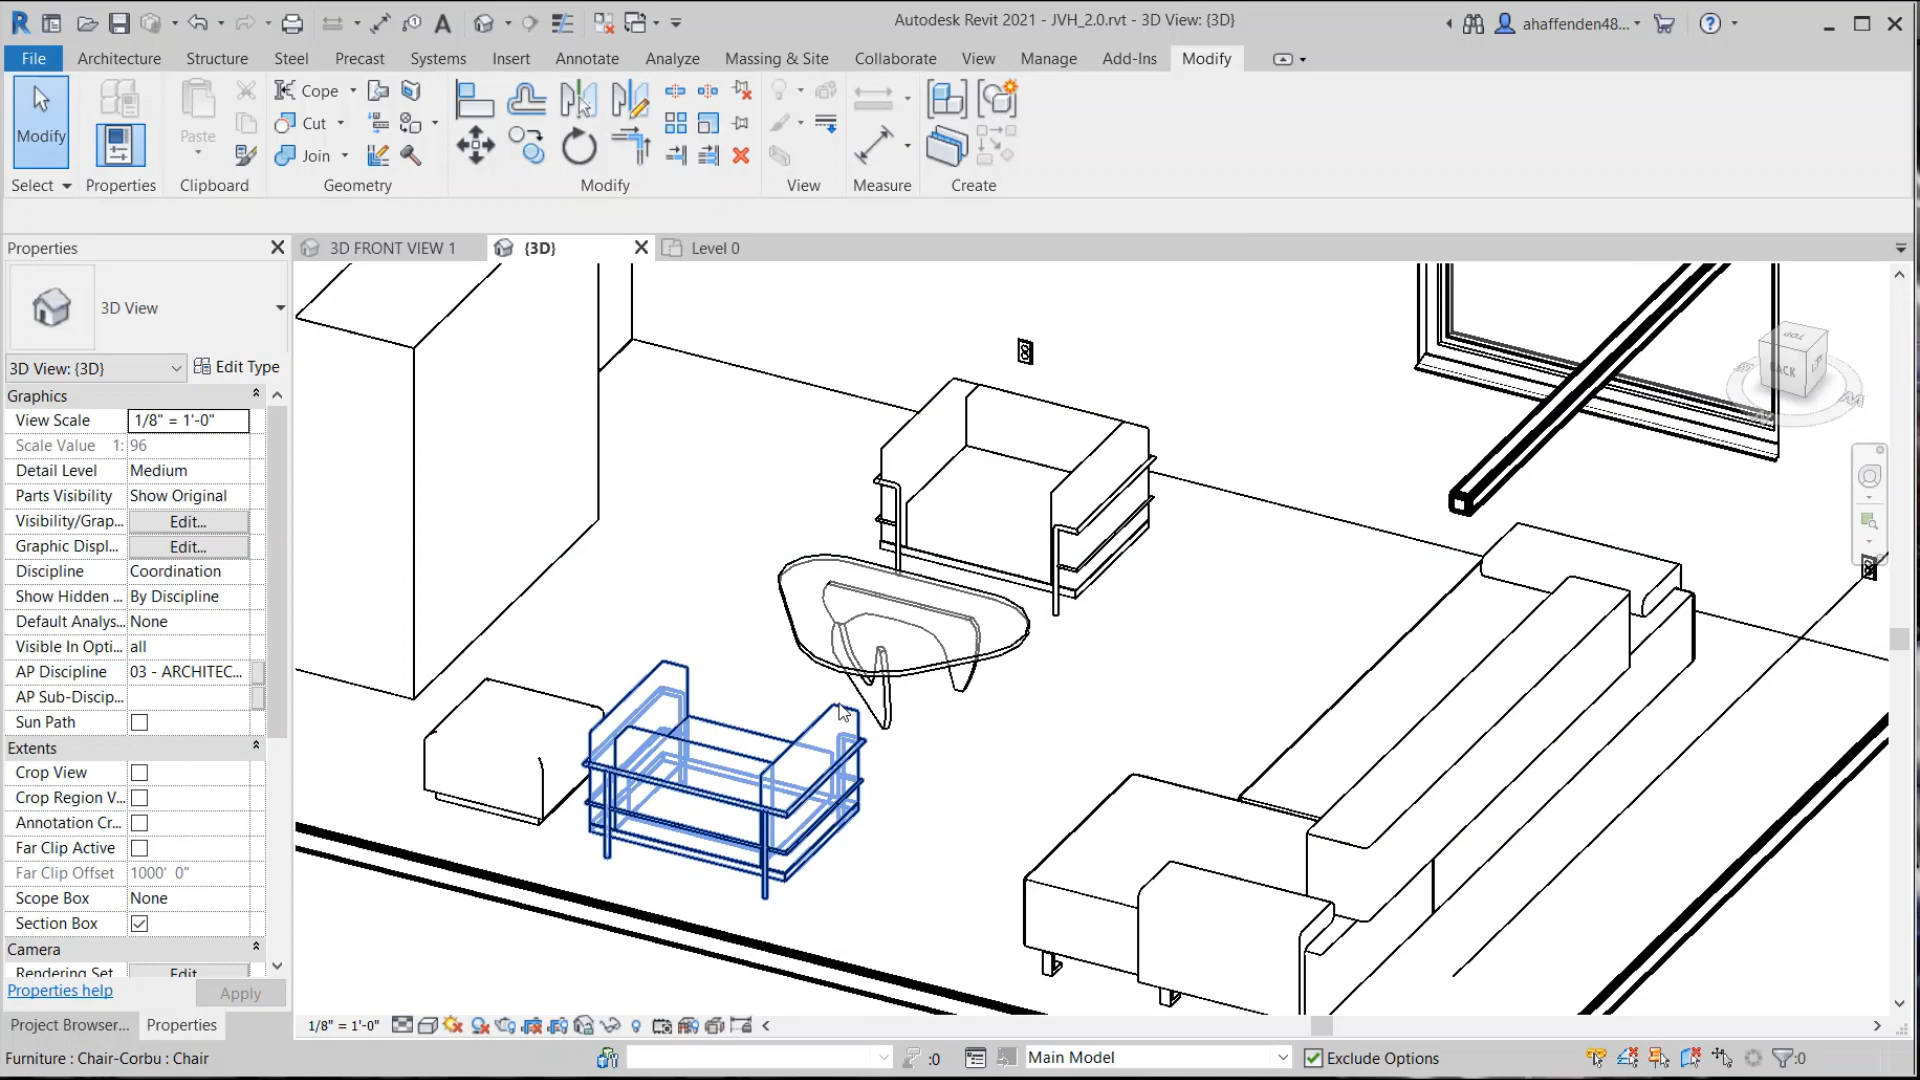 Autodesk Revit 2021 - JVH_2.0.rvt - 3D View: {3D}
ahaffenden48...
File Architecture Structure Steel Precast Systems Insert Annotate Analyze Massing & Site Collaborate View Manage Add-Ins Modify
Modify
Paste
Cope
Cut
Join
Select Properties Clipboard Geometry Modify View Measure Create
Properties
3D FRONT VIEW 1
{3D}
Level 0
3D View
3D View: {3D}
Edit Type
Graphics
View Scale 1/8" = 1'-0"
Scale Value 1: 96
Detail Level Medium
Parts Visibility Show Original
Visibility/Grap... Edit...
Graphic Displ... Edit...
Discipline Coordination
Show Hidden ... By Discipline
Default Analys... None
Visible In Opti... all
AP Discipline 03 - ARCHITEC...
AP Sub-Discip...
Sun Path
Extents
Crop View
Crop Region V...
Annotation Cr...
Far Clip Active
Far Clip Offset 1000' 0"
Scope Box None
Section Box
Camera
Rendering Set... Edit...
Properties help
Apply
Project Browser... Properties
TOP
BACK
1/8" = 1'-0"
Furniture : Chair-Corbu : Chair
:0
Main Model
Exclude Options
:0